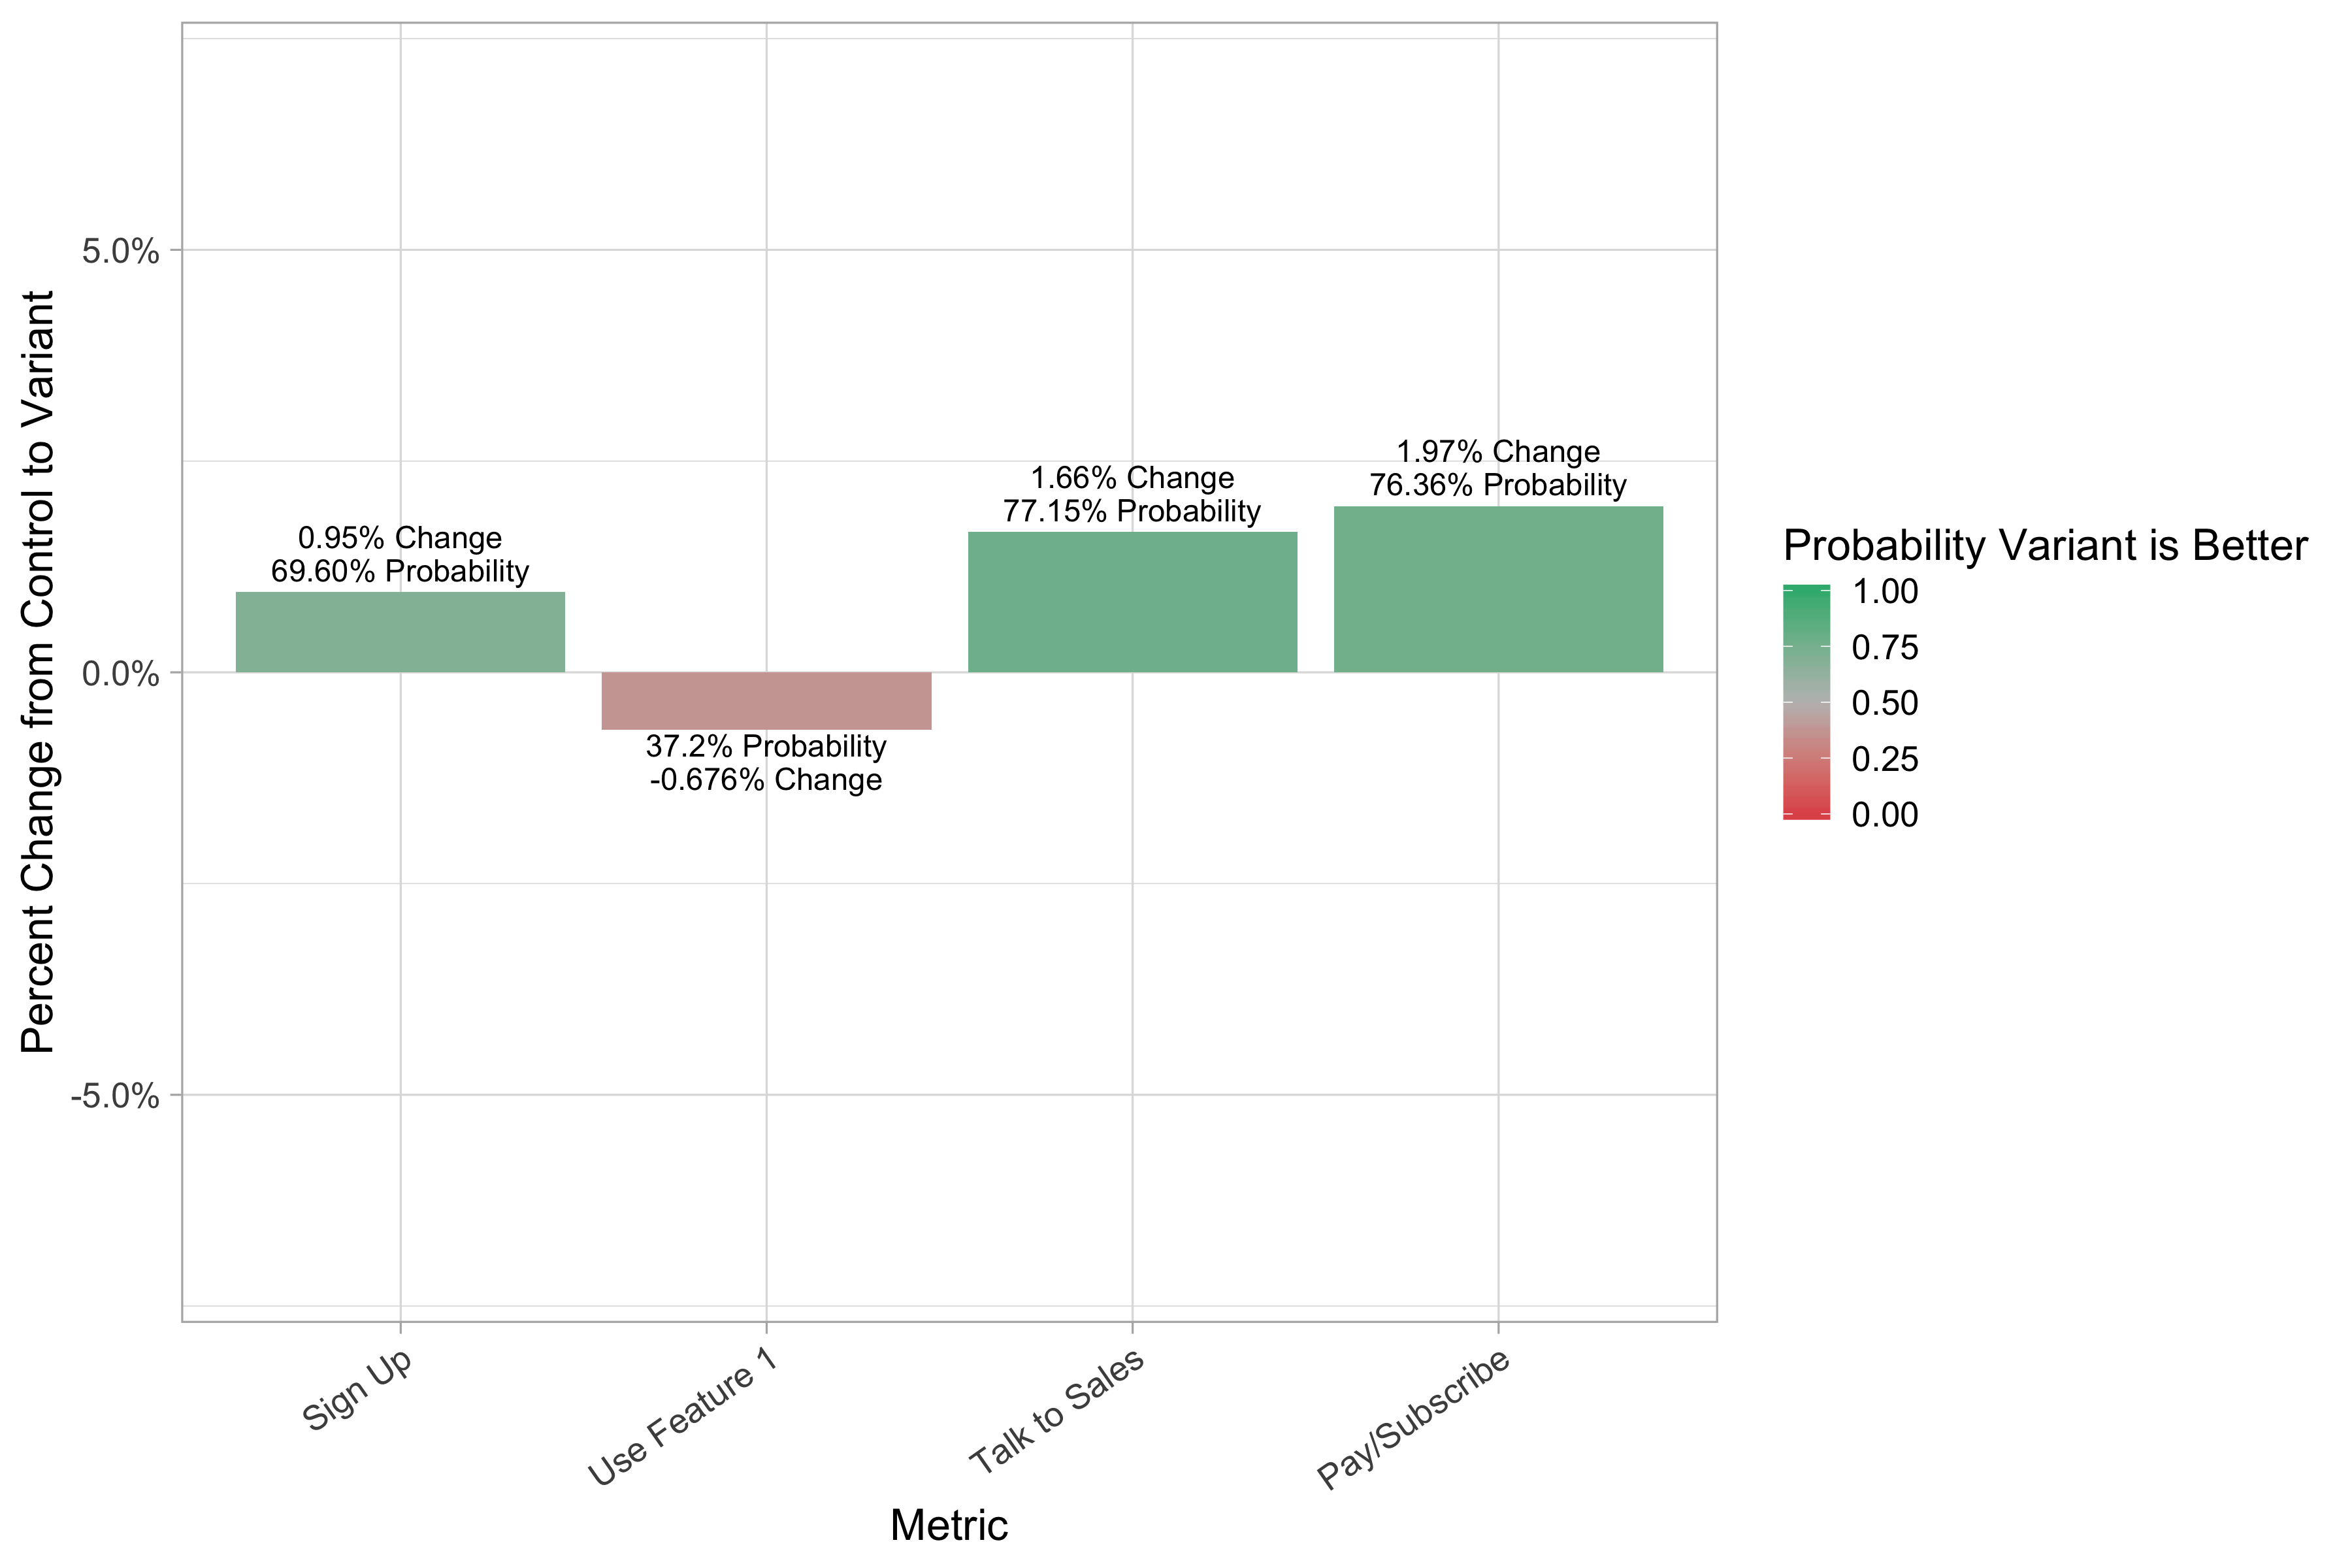 Percent Change from Control to Variant
5.0%
0.0%
-5.0%
0.95% Change
69.60% Probability
37.2% Probability
-0.676% Change
1.66% Change
77.15% Probability
1.97% Change
76.36% Probability
Sign Up
Use Feature 1
Talk to Sales
Pay/Subscribe
Metric
Probability Variant is Better
1.00
0.75
0.50
0.25
0.00